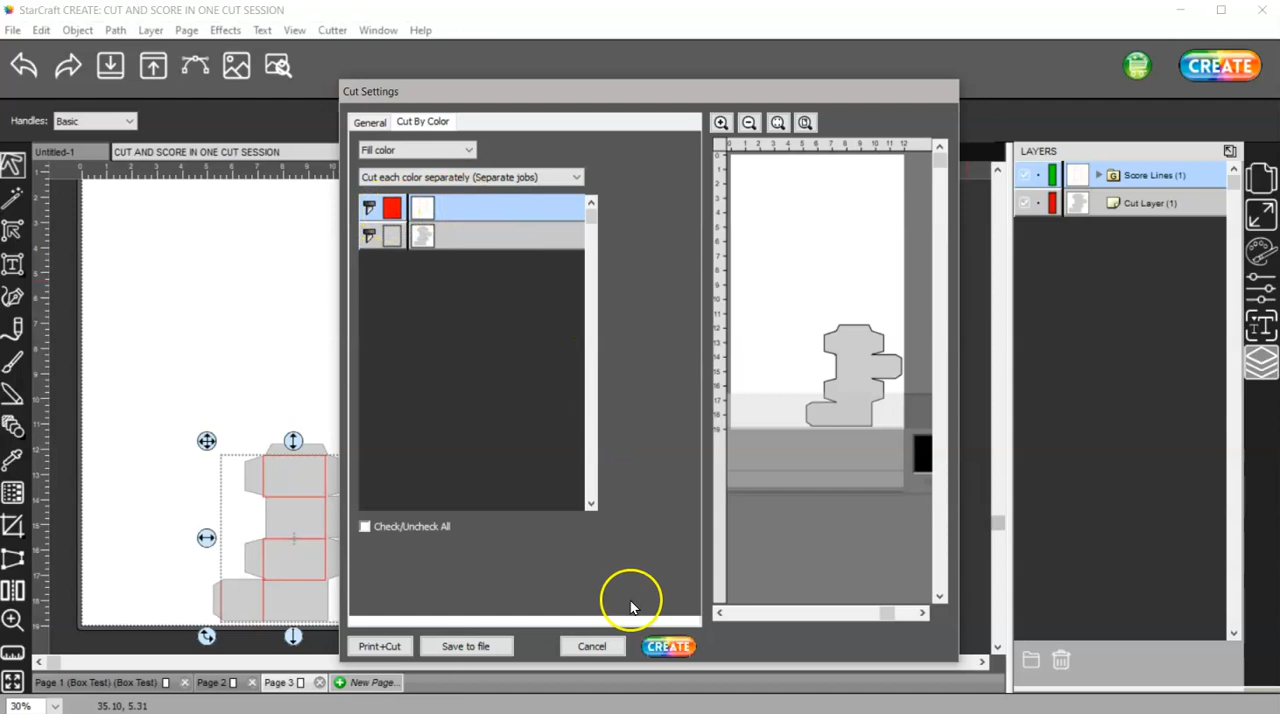 StarCraft CREATE: CUT AND SCORE IN ONE CUT SESSION
File Edit Object Path Layer Page Effects Text View Cutter Window Help
CREATE
Handles: Basic
Untitled-1 CUT AND SCORE IN ONE CUT SESSION
Cut Settings
General Cut By Color
Fill color
Cut each color separately (Separate jobs)
Check/Uncheck All
Print+Cut Save to file Cancel CREATE
LAYERS
Score Lines (1)
Cut Layer (1)
Page 1 (Box Test) (Box Test) Page 2 Page 3 New Page...
30% 35.10, 5.31